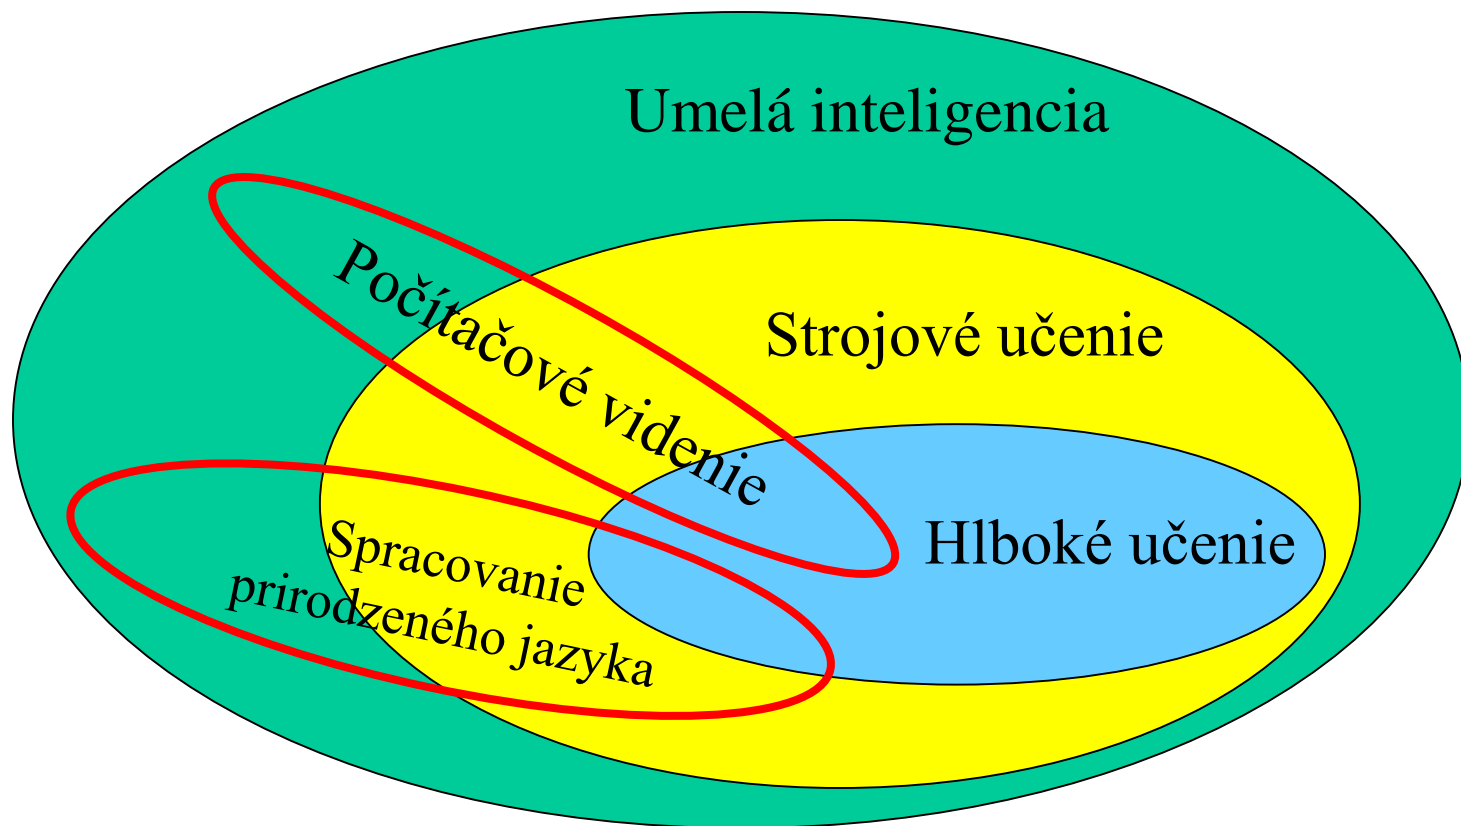 Umelá inteligencia
Počítačové videnie
Strojové učenie
Hlboké učenie
Spracovanie
prirodzeného jazyka